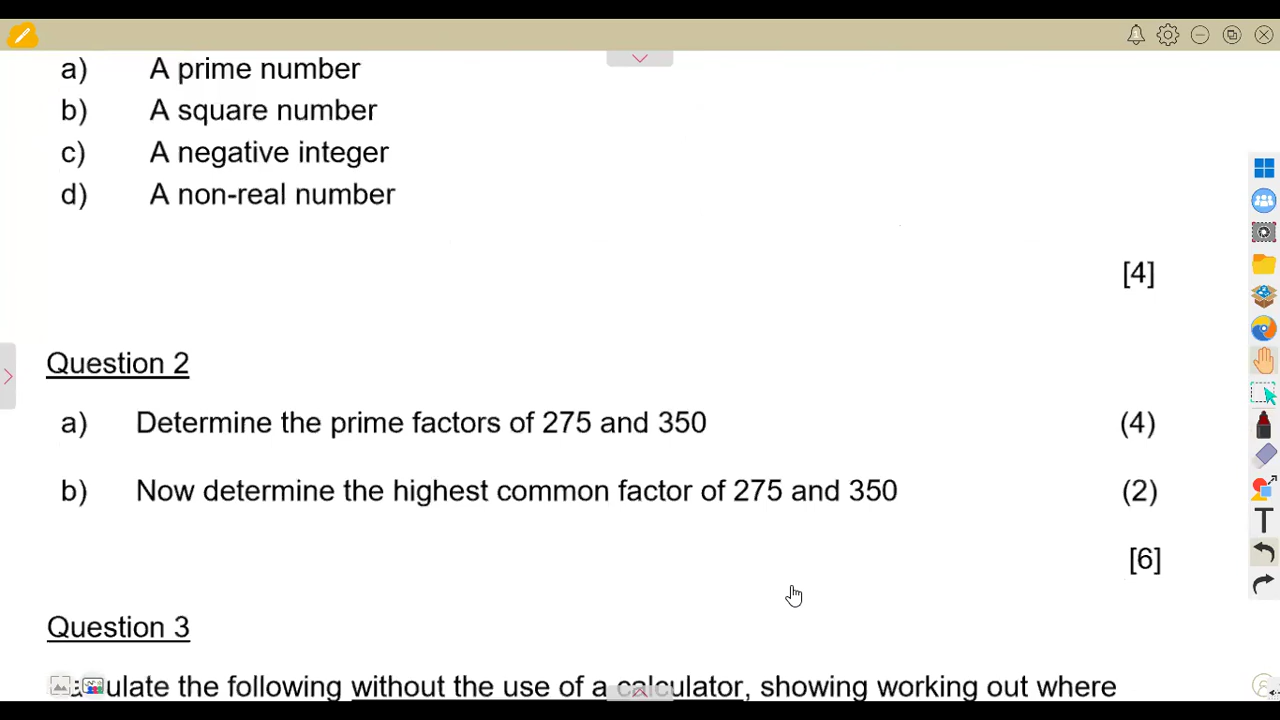 a) A prime number
b) A square number
c) A negative integer
d) A non-real number
[4]
Question 2
a) Determine the prime factors of 275 and 350 (4)
b) Now determine the highest common factor of 275 and 350 (2)
[6]
Question 3
ulate the following without the use of a calculator, showing working out where